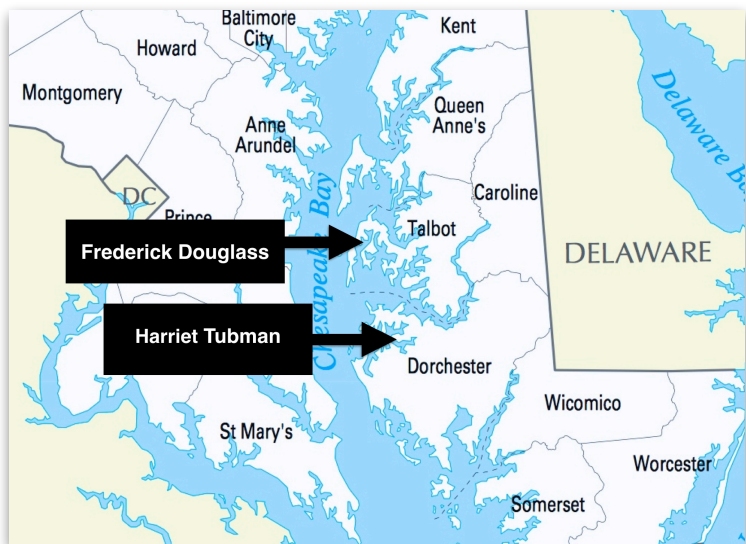 Baltimore
City
Kent
Howard
Montgomery
Queen
Anne's
Anne
Arundel
Delaware Ba
DC
Caroline
Prince
Talbot
Frederick Douglass
Chesapeake Bay
DELAWARE
Harriet Tubman
Dorchester
Wicomico
St Mary's
Worcester
Somerset